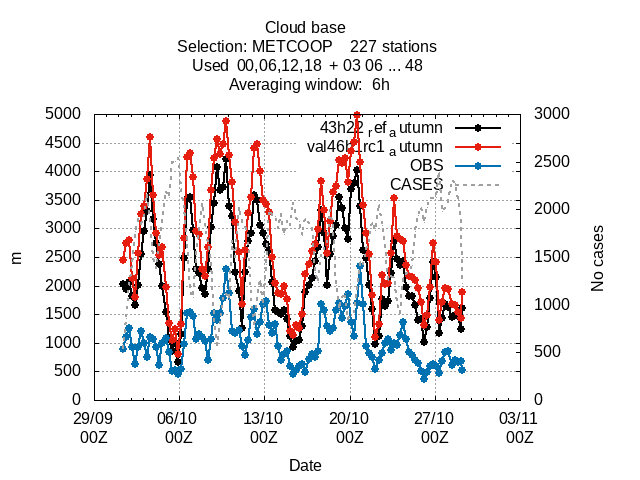 Cloud base
Selection: METCOOP 227 stations
Used 00,06,12,18 + 03 06 ... 48
Averaging window: 6h
5000
4500
4000
3500
3000
2500
2000
1500
1000
500
0
m
3000
2500
2000
1500
1000
500
0
No cases
43h22_ref_autumn
val46h1rc1_autumn
OBS
CASES
29/09 06/10 13/10 20/10 27/10 03/11
00Z 00Z 00Z 00Z 00Z 00Z
Date